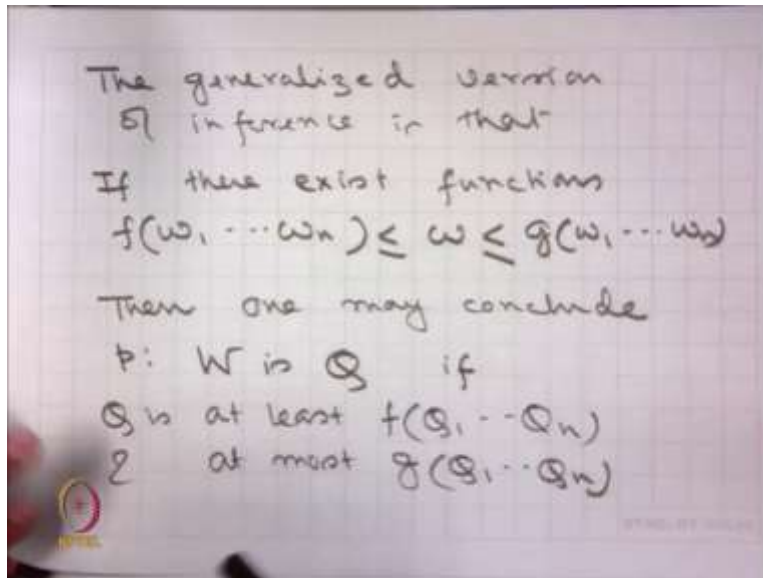 The generalized version
of inference is that
If there exist functions
f(ω₁ ... ωₙ) ≤ ω ≤ g(ω₁ ... ωₙ)
Then one may conclude
p: W is Q if
Q is at least f(Q₁ .. Qₙ)
& at most g(Q₁ .. Qₙ)
NPTEL